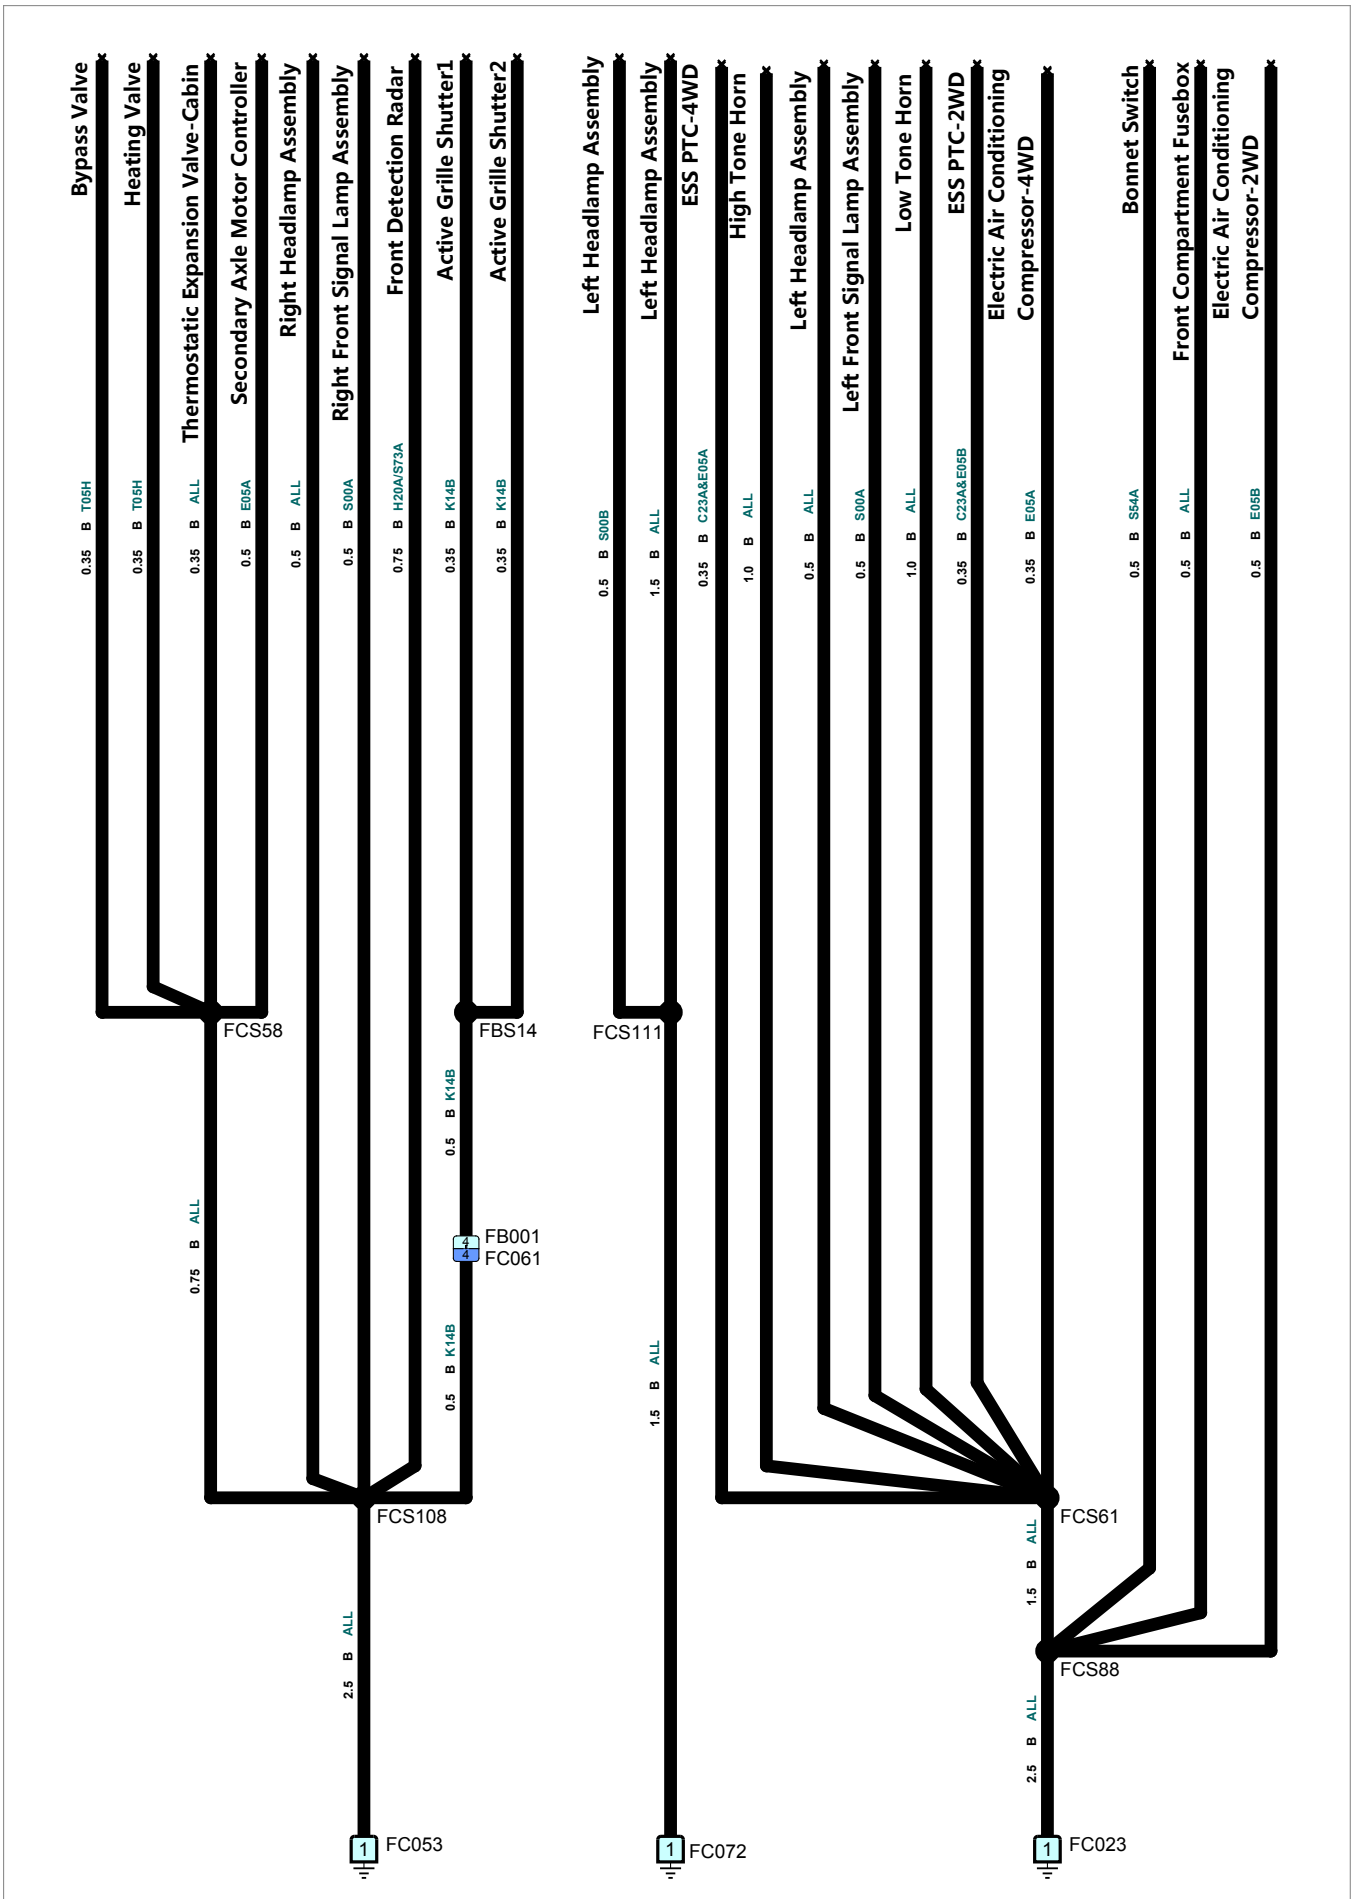 Bypass Valve
Heating Valve
Thermostatic Expansion Valve-Cabin
Secondary Axle Motor Controller
Right Headlamp Assembly
Right Front Signal Lamp Assembly
Front Detection Radar
Active Grille Shutter1
Active Grille Shutter2
Left Headlamp Assembly
Left Headlamp Assembly
ESS PTC-4WD
High Tone Horn
Left Headlamp Assembly
Left Front Signal Lamp Assembly
Low Tone Horn
ESS PTC-2WD
Electric Air Conditioning
Compressor-4WD
Bonnet Switch
Front Compartment Fusebox
Electric Air Conditioning
Compressor-2WD
0.35 B T05H
0.35 B T05H
0.35 B ALL
0.5 B E05A
0.5 B ALL
0.5 B S00A
0.75 B H20A/S73A
0.35 B K14B
0.35 B K14B
0.5 B S00B
1.5 B ALL
0.35 B C23A&E05A
1.0 B ALL
0.5 B ALL
0.5 B S00A
1.0 B ALL
0.35 B C23A&E05B
0.35 B E05A
0.5 B S54A
0.5 B ALL
0.5 B E05B
FCS58
FBS14
FCS111
0.5 B K14B
0.75 B ALL
4
FB001
4
FC061
0.5 B K14B
1.5 B ALL
FCS108
FCS61
1.5 B ALL
2.5 B ALL
FCS88
2.5 B ALL
1 FC053
1 FC072
1 FC023